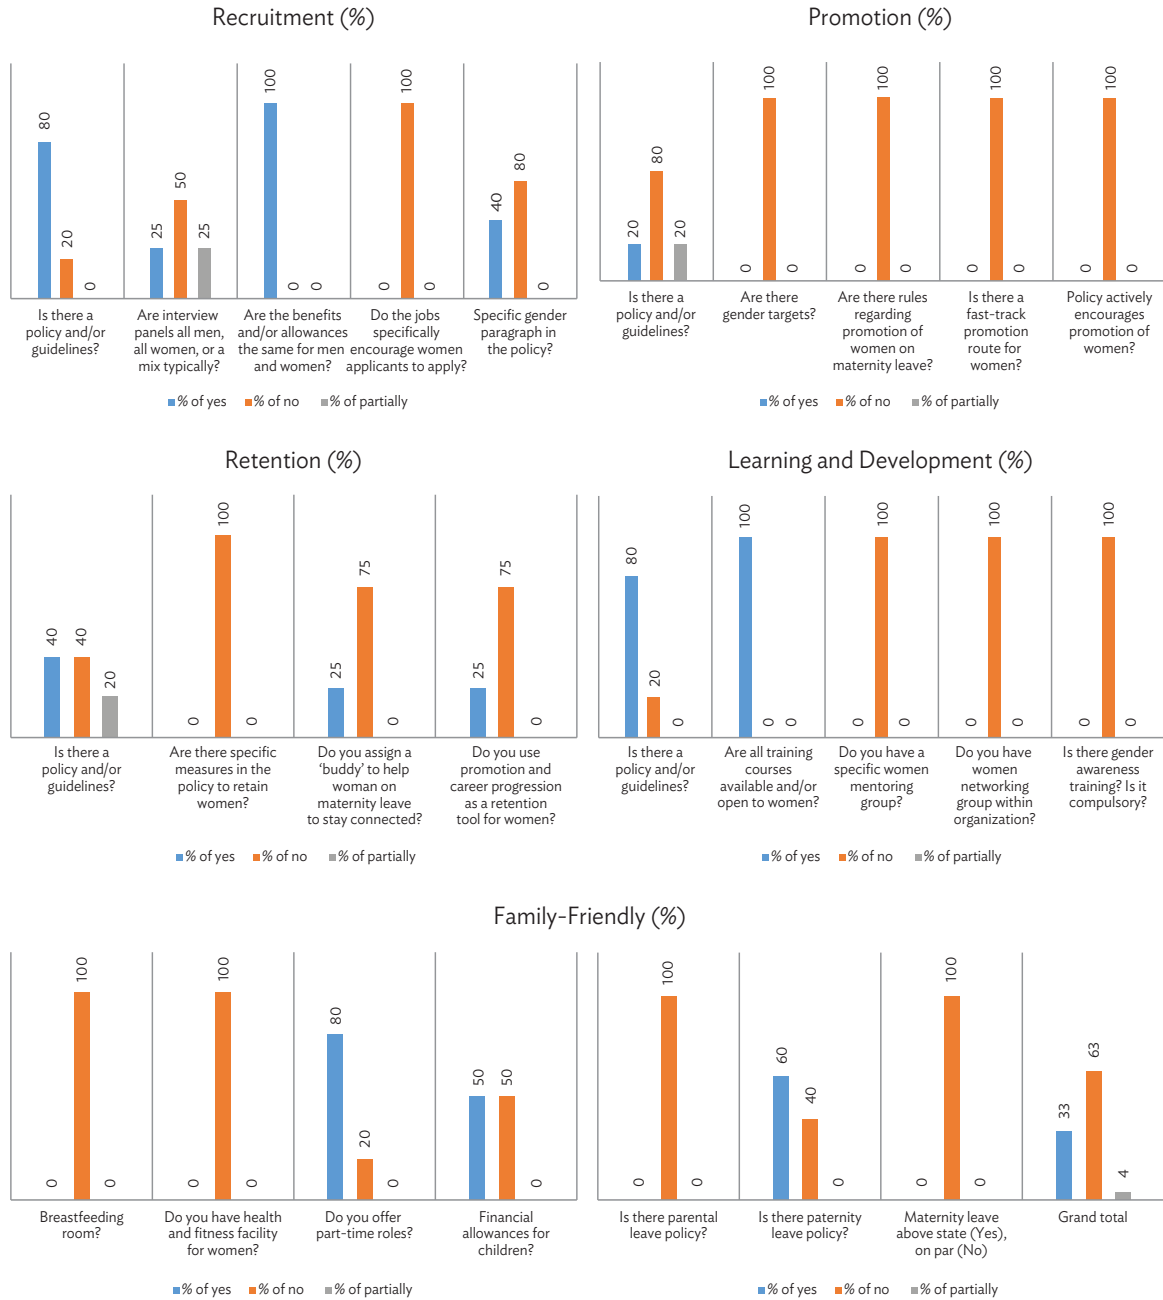 Recruitment (%)
80
20
0
25
50
25
100
0
0
0
100
0
40
80
0
Is there a
policy and/or
guidelines?
Are interview
panels all men,
all women, or a
mix typically?
Are the benefits
and/or allowances
the same for men
and women?
Do the jobs
specifically
encourage women
applicants to apply?
Specific gender
paragraph in
the policy?
% of yes
% of no
% of partially
Promotion (%)
20
80
20
0
100
0
0
100
0
0
100
0
0
100
0
Is there a
policy and/or
guidelines?
Are there
gender targets?
Are there rules
regarding
promotion of
women on
maternity leave?
Is there a
fast-track
promotion
route for
women?
Policy actively
encourages
promotion of
women?
% of yes
% of no
% of partially
Retention (%)
40
40
20
0
100
0
25
75
0
25
75
0
Is there a
policy and/or
guidelines?
Are there specific
measures in the
policy to retain
women?
Do you assign a
‘buddy’ to help
woman on
maternity leave
to stay connected?
Do you use
promotion and
career progression
as a retention
tool for women?
% of yes
% of no
% of partially
Learning and Development (%)
80
20
0
100
0
0
0
100
0
0
100
0
0
100
0
Is there a
policy and/or
guidelines?
Are all training
courses
available and/or
open to women?
Do you have a
specific women
mentoring
group?
Do you have
women
networking
group within
organization?
Is there gender
awareness
training? Is it
compulsory?
% of yes
% of no
% of partially
Family-Friendly (%)
0
100
0
0
100
0
80
20
0
50
50
0
Breastfeeding
room?
Do you have health
and fitness facility
for women?
Do you offer
part-time roles?
Financial
allowances for
children?
% of yes
% of no
% of partially
0
100
0
60
40
0
0
100
0
33
63
4
Is there parental
leave policy?
Is there paternity
leave policy?
Maternity leave
above state (Yes),
on par (No)
Grand total
% of yes
% of no
% of partially